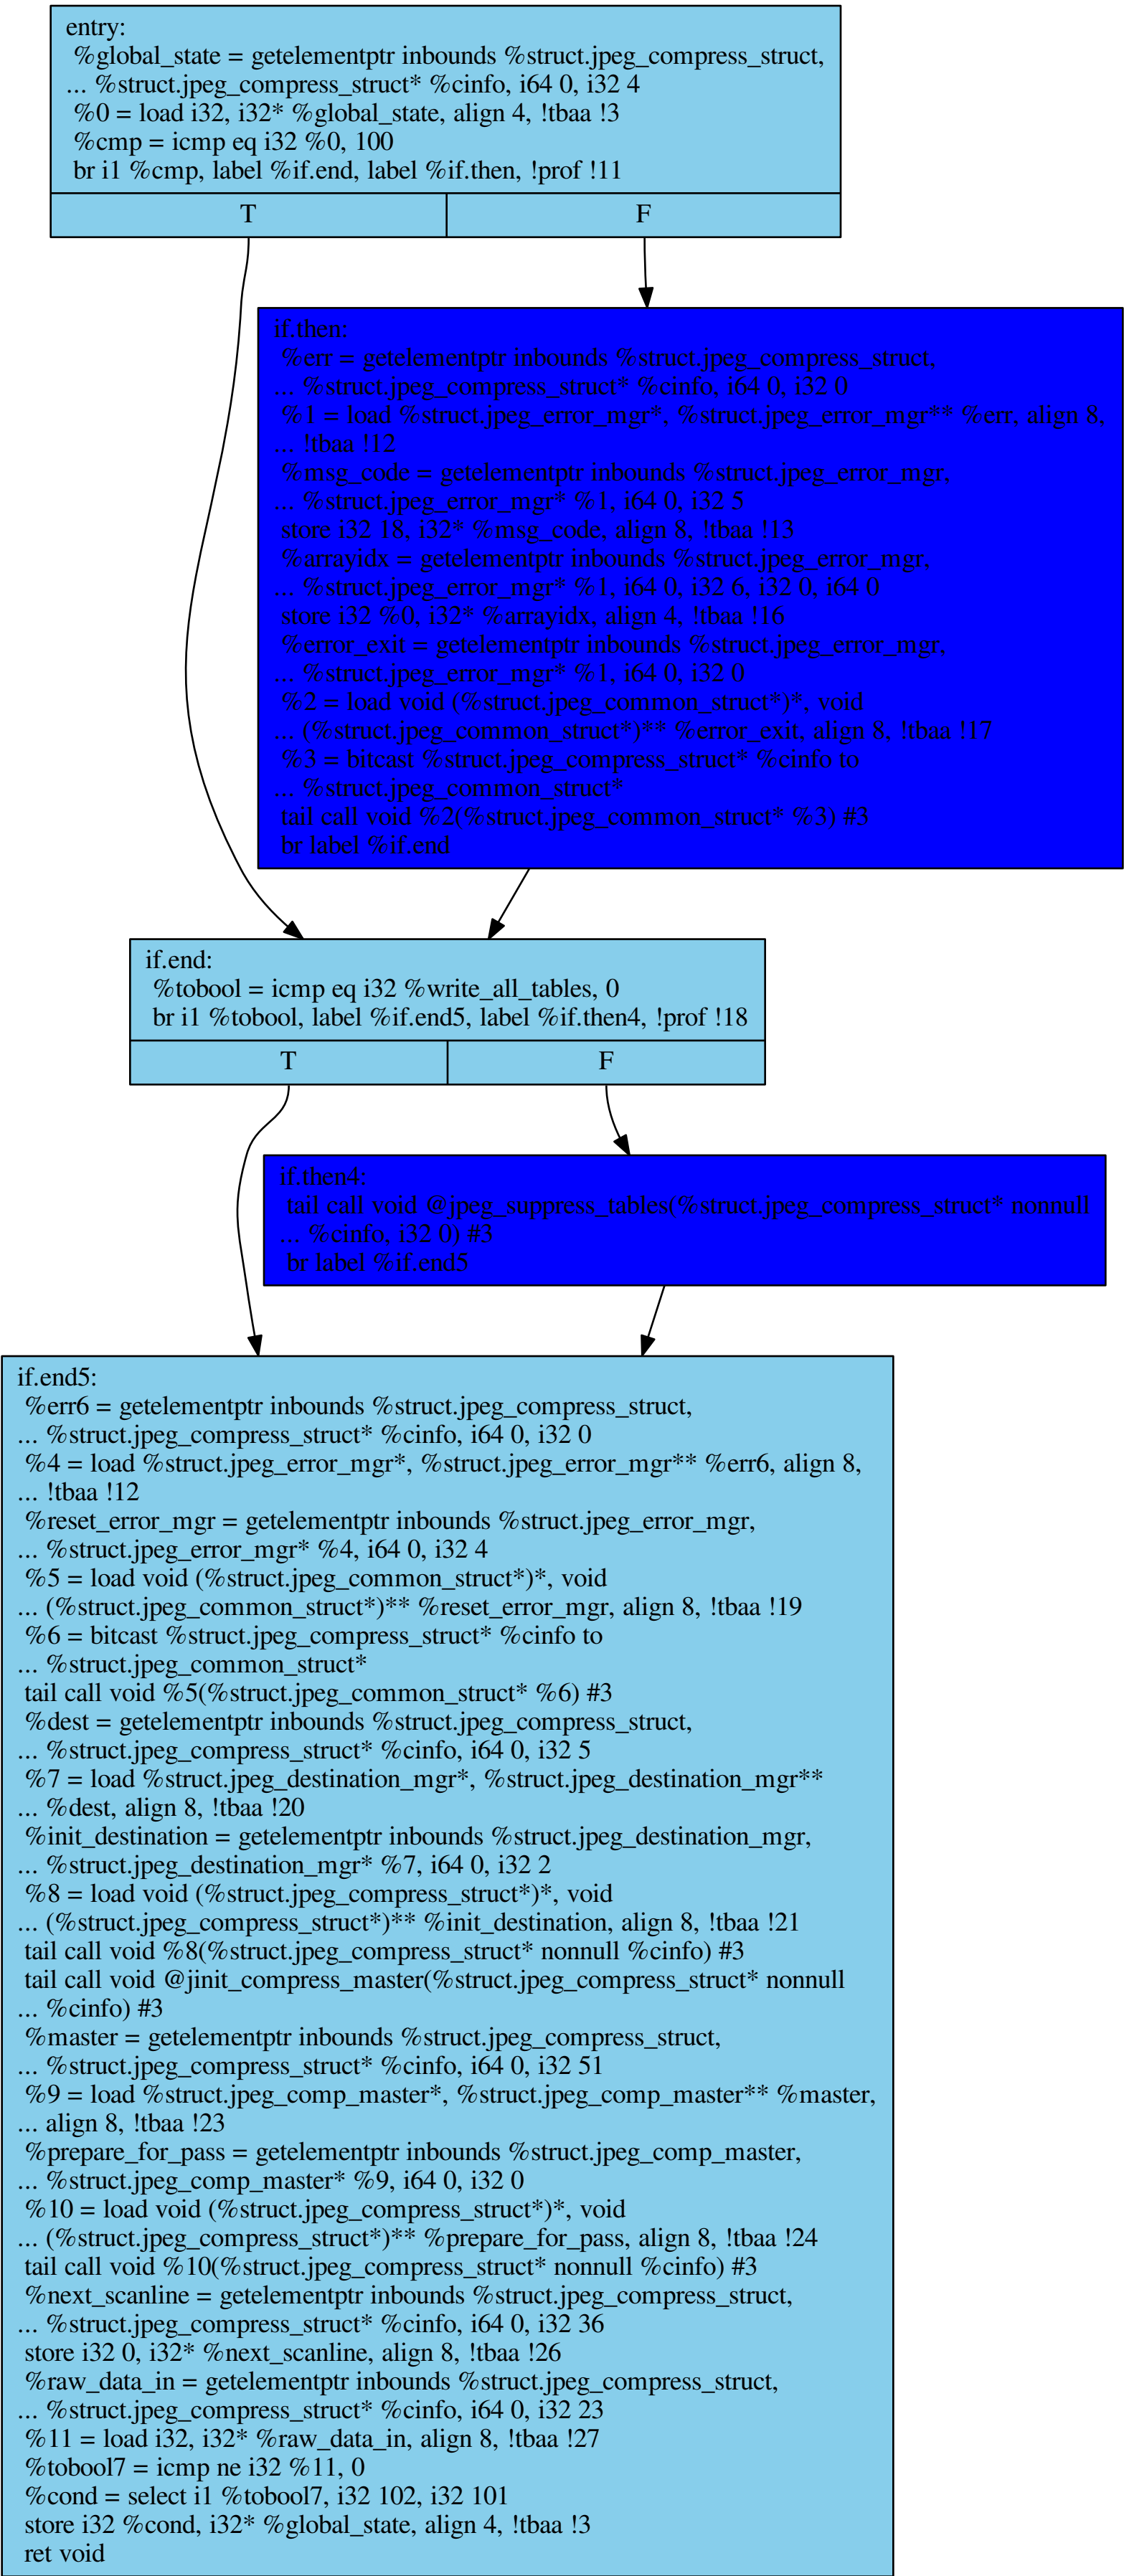 entry:
%global_state = getelementptr inbounds %struct.jpeg_compress_struct,
... %struct.jpeg_compress_struct* %cinfo, i64 0, i32 4
%0 = load i32, i32* %global_state, align 4, !tbaa !3
%cmp = icmp eq i32 %0, 100
br i1 %cmp, label %if.end, label %if.then, !prof !11
T
F
if.then:
%err = getelementptr inbounds %struct.jpeg_compress_struct,
... %struct.jpeg_compress_struct* %cinfo, i64 0, i32 0
%1 = load %struct.jpeg_error_mgr*, %struct.jpeg_error_mgr** %err, align 8,
... !tbaa !12
%msg_code = getelementptr inbounds %struct.jpeg_error_mgr,
... %struct.jpeg_error_mgr* %1, i64 0, i32 5
store i32 18, i32* %msg_code, align 8, !tbaa !13
%arrayidx = getelementptr inbounds %struct.jpeg_error_mgr,
... %struct.jpeg_error_mgr* %1, i64 0, i32 6, i32 0, i64 0
store i32 %0, i32* %arrayidx, align 4, !tbaa !16
%error_exit = getelementptr inbounds %struct.jpeg_error_mgr,
... %struct.jpeg_error_mgr* %1, i64 0, i32 0
%2 = load void (%struct.jpeg_common_struct*)*, void
... (%struct.jpeg_common_struct*)** %error_exit, align 8, !tbaa !17
%3 = bitcast %struct.jpeg_compress_struct* %cinfo to
... %struct.jpeg_common_struct*
tail call void %2(%struct.jpeg_common_struct* %3) #3
br label %if.end
if.end:
%tobool = icmp eq i32 %write_all_tables, 0
br i1 %tobool, label %if.end5, label %if.then4, !prof !18
T
F
if.then4:
tail call void @jpeg_suppress_tables(%struct.jpeg_compress_struct* nonnull
... %cinfo, i32 0) #3
br label %if.end5
if.end5:
%err6 = getelementptr inbounds %struct.jpeg_compress_struct,
... %struct.jpeg_compress_struct* %cinfo, i64 0, i32 0
%4 = load %struct.jpeg_error_mgr*, %struct.jpeg_error_mgr** %err6, align 8,
... !tbaa !12
%reset_error_mgr = getelementptr inbounds %struct.jpeg_error_mgr,
... %struct.jpeg_error_mgr* %4, i64 0, i32 4
%5 = load void (%struct.jpeg_common_struct*)*, void
... (%struct.jpeg_common_struct*)** %reset_error_mgr, align 8, !tbaa !19
%6 = bitcast %struct.jpeg_compress_struct* %cinfo to
... %struct.jpeg_common_struct*
tail call void %5(%struct.jpeg_common_struct* %6) #3
%dest = getelementptr inbounds %struct.jpeg_compress_struct,
... %struct.jpeg_compress_struct* %cinfo, i64 0, i32 5
%7 = load %struct.jpeg_destination_mgr*, %struct.jpeg_destination_mgr**
... %dest, align 8, !tbaa !20
%init_destination = getelementptr inbounds %struct.jpeg_destination_mgr,
... %struct.jpeg_destination_mgr* %7, i64 0, i32 2
%8 = load void (%struct.jpeg_compress_struct*)*, void
... (%struct.jpeg_compress_struct*)** %init_destination, align 8, !tbaa !21
tail call void %8(%struct.jpeg_compress_struct* nonnull %cinfo) #3
tail call void @jinit_compress_master(%struct.jpeg_compress_struct* nonnull
... %cinfo) #3
%master = getelementptr inbounds %struct.jpeg_compress_struct,
... %struct.jpeg_compress_struct* %cinfo, i64 0, i32 51
%9 = load %struct.jpeg_comp_master*, %struct.jpeg_comp_master** %master,
... align 8, !tbaa !23
%prepare_for_pass = getelementptr inbounds %struct.jpeg_comp_master,
... %struct.jpeg_comp_master* %9, i64 0, i32 0
%10 = load void (%struct.jpeg_compress_struct*)*, void
... (%struct.jpeg_compress_struct*)** %prepare_for_pass, align 8, !tbaa !24
tail call void %10(%struct.jpeg_compress_struct* nonnull %cinfo) #3
%next_scanline = getelementptr inbounds %struct.jpeg_compress_struct,
... %struct.jpeg_compress_struct* %cinfo, i64 0, i32 36
store i32 0, i32* %next_scanline, align 8, !tbaa !26
%raw_data_in = getelementptr inbounds %struct.jpeg_compress_struct,
... %struct.jpeg_compress_struct* %cinfo, i64 0, i32 23
%11 = load i32, i32* %raw_data_in, align 8, !tbaa !27
%tobool7 = icmp ne i32 %11, 0
%cond = select i1 %tobool7, i32 102, i32 101
store i32 %cond, i32* %global_state, align 4, !tbaa !3
ret void